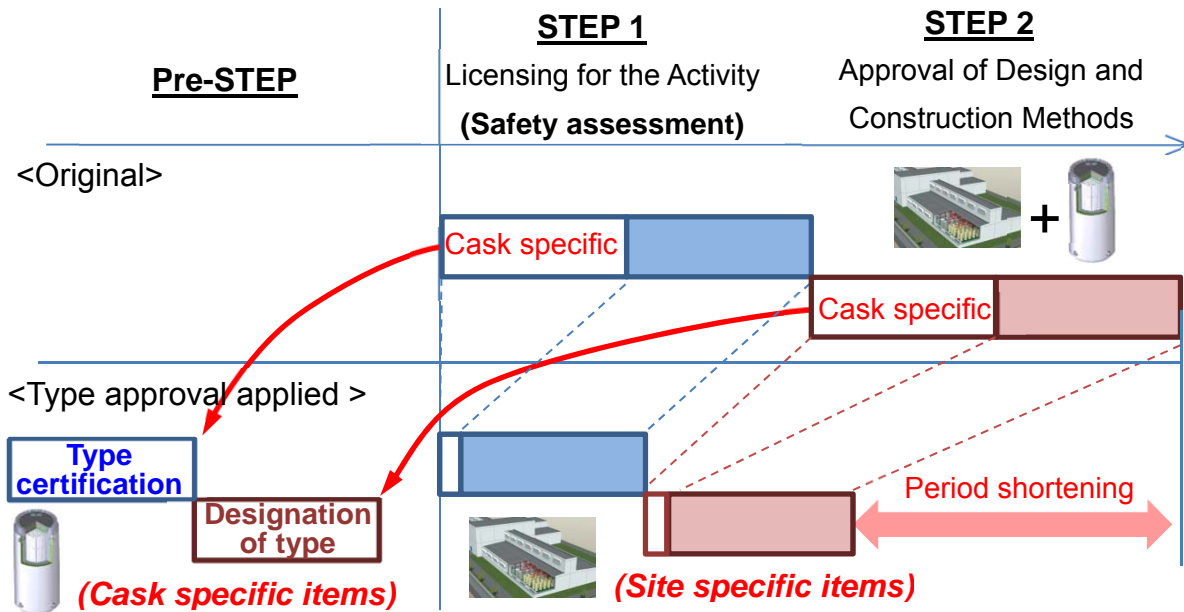 Pre-STEP
STEP 1
Licensing for the Activity
(Safety assessment)
STEP 2
Approval of Design and
Construction Methods
<Original>
+
Cask specific
Cask specific
<Type approval applied >
Type
certification
Designation
of type
Period shortening
(Cask specific items)
(Site specific items)